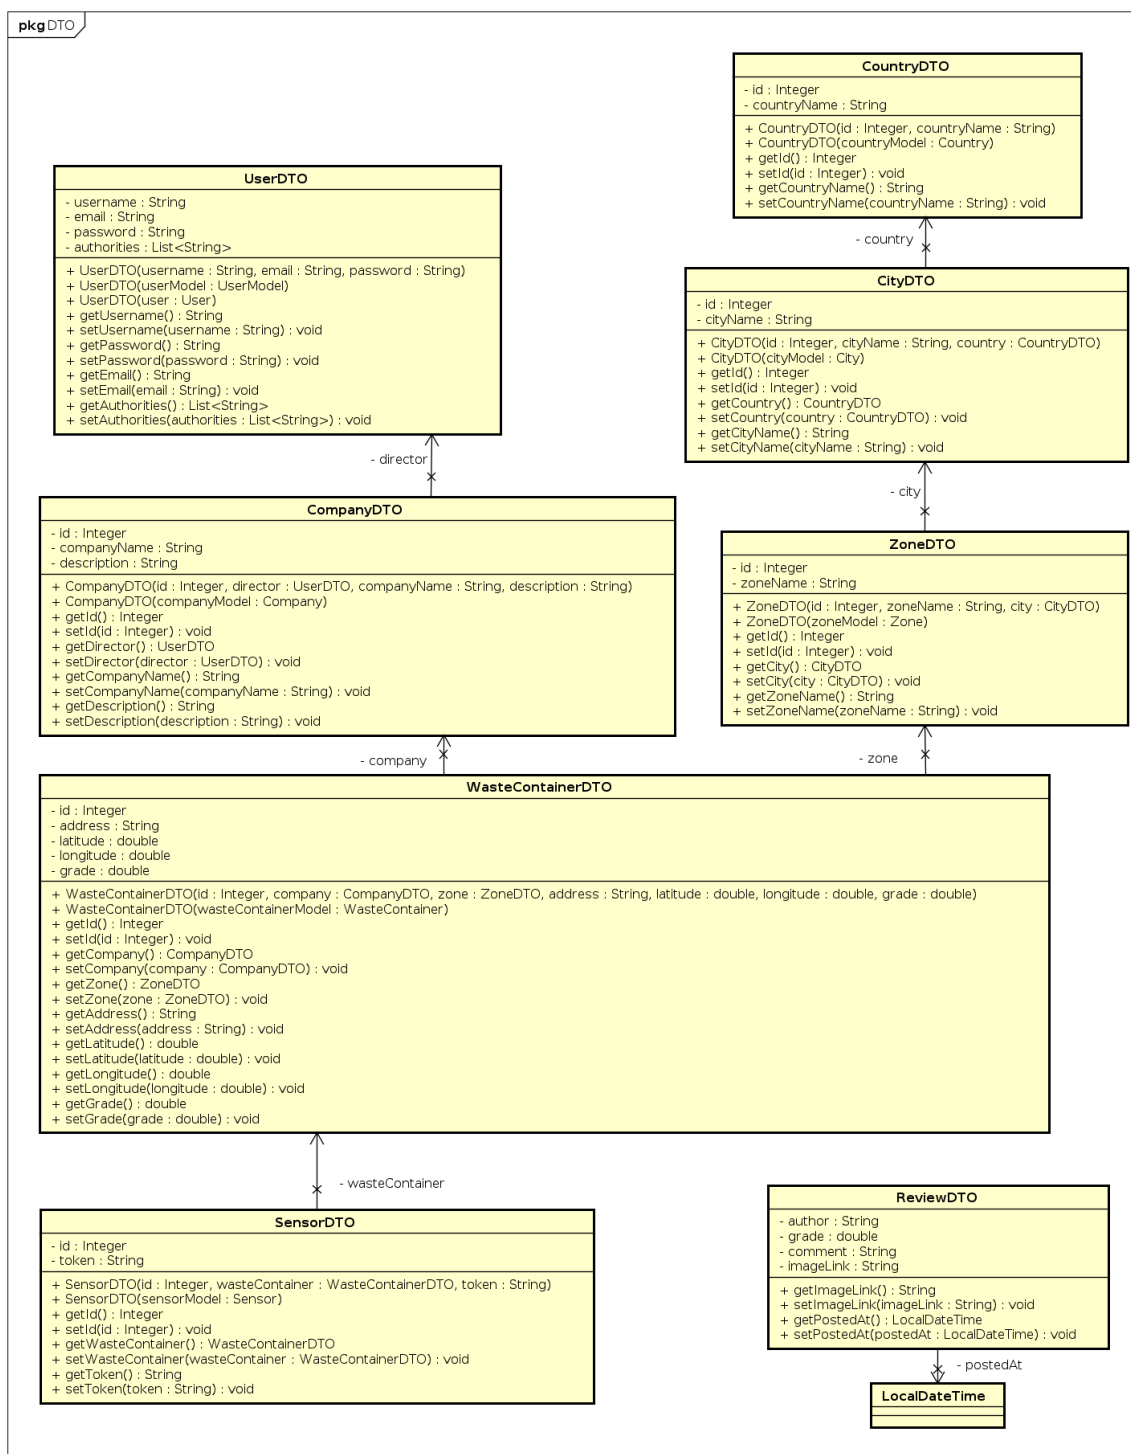 pkg DTO
CountryDTO
- id : Integer
- countryName : String
+ CountryDTO(id : Integer, countryName : String)
+ CountryDTO(countryModel : Country)
+ getId() : Integer
+ setId(id : Integer) : void
+ getCountryName() : String
+ setCountryName(countryName : String) : void
- country
UserDTO
- username : String
- email : String
- password : String
- authorities : List<String>
+ UserDTO(username : String, email : String, password : String)
+ UserDTO(userModel : UserModel)
+ UserDTO(user : User)
+ getUsername() : String
+ setUsername(username : String) : void
+ getPassword() : String
+ setPassword(password : String) : void
+ getEmail() : String
+ setEmail(email : String) : void
+ getAuthorities() : List<String>
+ setAuthorities(authorities : List<String>) : void
- director
CityDTO
- id : Integer
- cityName : String
+ CityDTO(id : Integer, cityName : String, country : CountryDTO)
+ CityDTO(cityModel : City)
+ getId() : Integer
+ setId(id : Integer) : void
+ getCountry() : CountryDTO
+ setCountry(country : CountryDTO) : void
+ getCityName() : String
+ setCityName(cityName : String) : void
- city
CompanyDTO
- id : Integer
- companyName : String
- description : String
+ CompanyDTO(id : Integer, director : UserDTO, companyName : String, description : String)
+ CompanyDTO(companyModel : Company)
+ getId() : Integer
+ setId(id : Integer) : void
+ getDirector() : UserDTO
+ setDirector(director : UserDTO) : void
+ getCompanyName() : String
+ setCompanyName(companyName : String) : void
+ getDescription() : String
+ setDescription(description : String) : void
- company
ZoneDTO
- id : Integer
- zoneName : String
+ ZoneDTO(id : Integer, zoneName : String, city : CityDTO)
+ ZoneDTO(zoneModel : Zone)
+ getId() : Integer
+ setId(id : Integer) : void
+ getCity() : CityDTO
+ setCity(city : CityDTO) : void
+ getZoneName() : String
+ setZoneName(zoneName : String) : void
- zone
WasteContainerDTO
- id : Integer
- address : String
- latitude : double
- longitude : double
- grade : double
+ WasteContainerDTO(id : Integer, company : CompanyDTO, zone : ZoneDTO, address : String, latitude : double, longitude : double, grade : double)
+ WasteContainerDTO(wasteContainerModel : WasteContainer)
+ getId() : Integer
+ setId(id : Integer) : void
+ getCompany() : CompanyDTO
+ setCompany(company : CompanyDTO) : void
+ getZone() : ZoneDTO
+ setZone(zone : ZoneDTO) : void
+ getAddress() : String
+ setAddress(address : String) : void
+ getLatitude() : double
+ setLatitude(latitude : double) : void
+ getLongitude() : double
+ setLongitude(longitude : double) : void
+ getGrade() : double
+ setGrade(grade : double) : void
- wasteContainer
SensorDTO
- id : Integer
- token : String
+ SensorDTO(id : Integer, wasteContainer : WasteContainerDTO, token : String)
+ SensorDTO(sensorModel : Sensor)
+ getId() : Integer
+ setId(id : Integer) : void
+ getWasteContainer() : WasteContainerDTO
+ setWasteContainer(wasteContainer : WasteContainerDTO) : void
+ getToken() : String
+ setToken(token : String) : void
ReviewDTO
- author : String
- grade : double
- comment : String
- imageLink : String
+ getImageLink() : String
+ setImageLink(imageLink : String) : void
+ getPostedAt() : LocalDateTime
+ setPostedAt(postedAt : LocalDateTime) : void
- postedAt
LocalDateTime